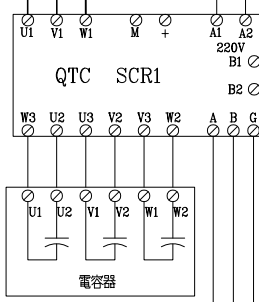 U1 V1 W1 M + A1 A2
220V
B1
QTC SCR1
B2
W3 U2 U3 V2 V3 W2 A B G
U1 U2 V1 V2 W1 W2
電容器